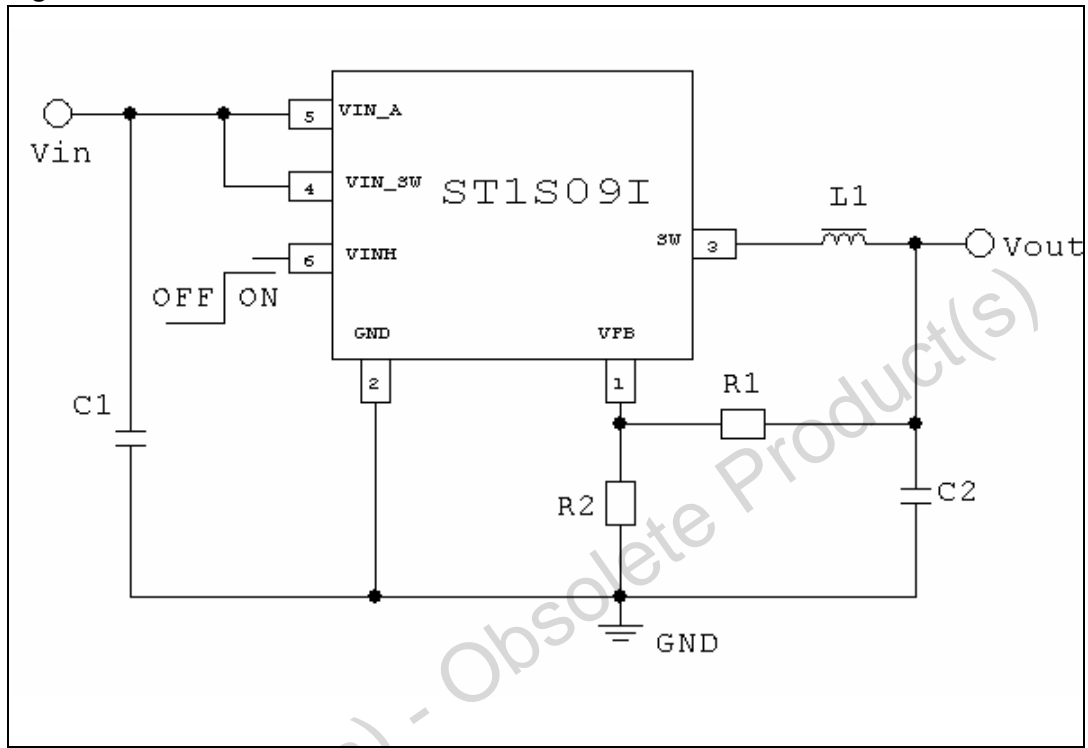 Vin
5
VIN_A
4
VIN_SW
6
VINH
OFF
ON
ST1S09I
SW
3
L1
Vout
GND
2
VFB
1
R1
C1
R2
C2
GND
) - Obsolete Product(s)